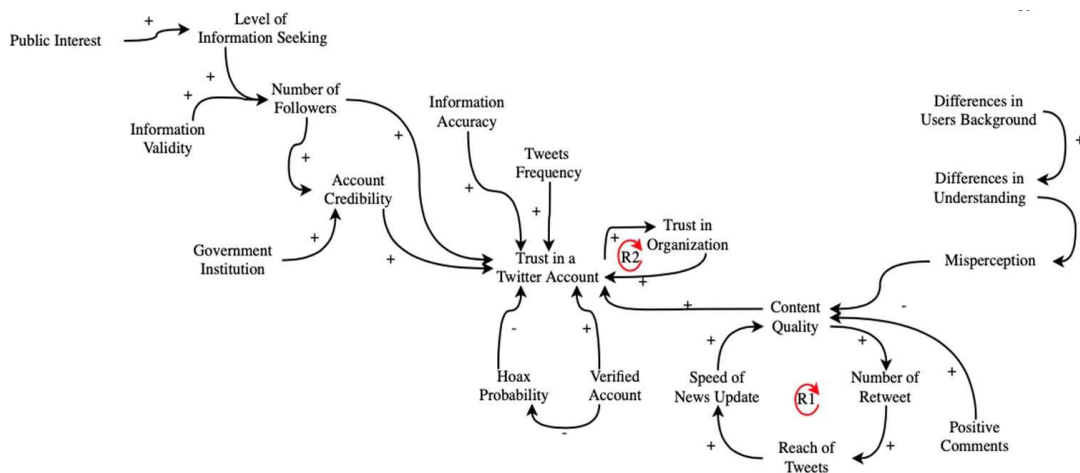 Public Interest
+
Level of
Information Seeking
+
+
Information
Validity
Number of
Followers
+
+
Account
Credibility
Government
Institution
+
+
Information
Accuracy
+
Tweets
Frequency
+
Trust in a
Twitter Account
+
R2
Trust in
Organization
+
-
+
Hoax
Probability
Verified
Account
-
+
Content
Quality
+
+
Speed of
News Update
R1
Number of
Retweet
+
Reach of
Tweets
+
+
Positive
Comments
Differences in
Users Background
+
Differences in
Understanding
Misperception
-